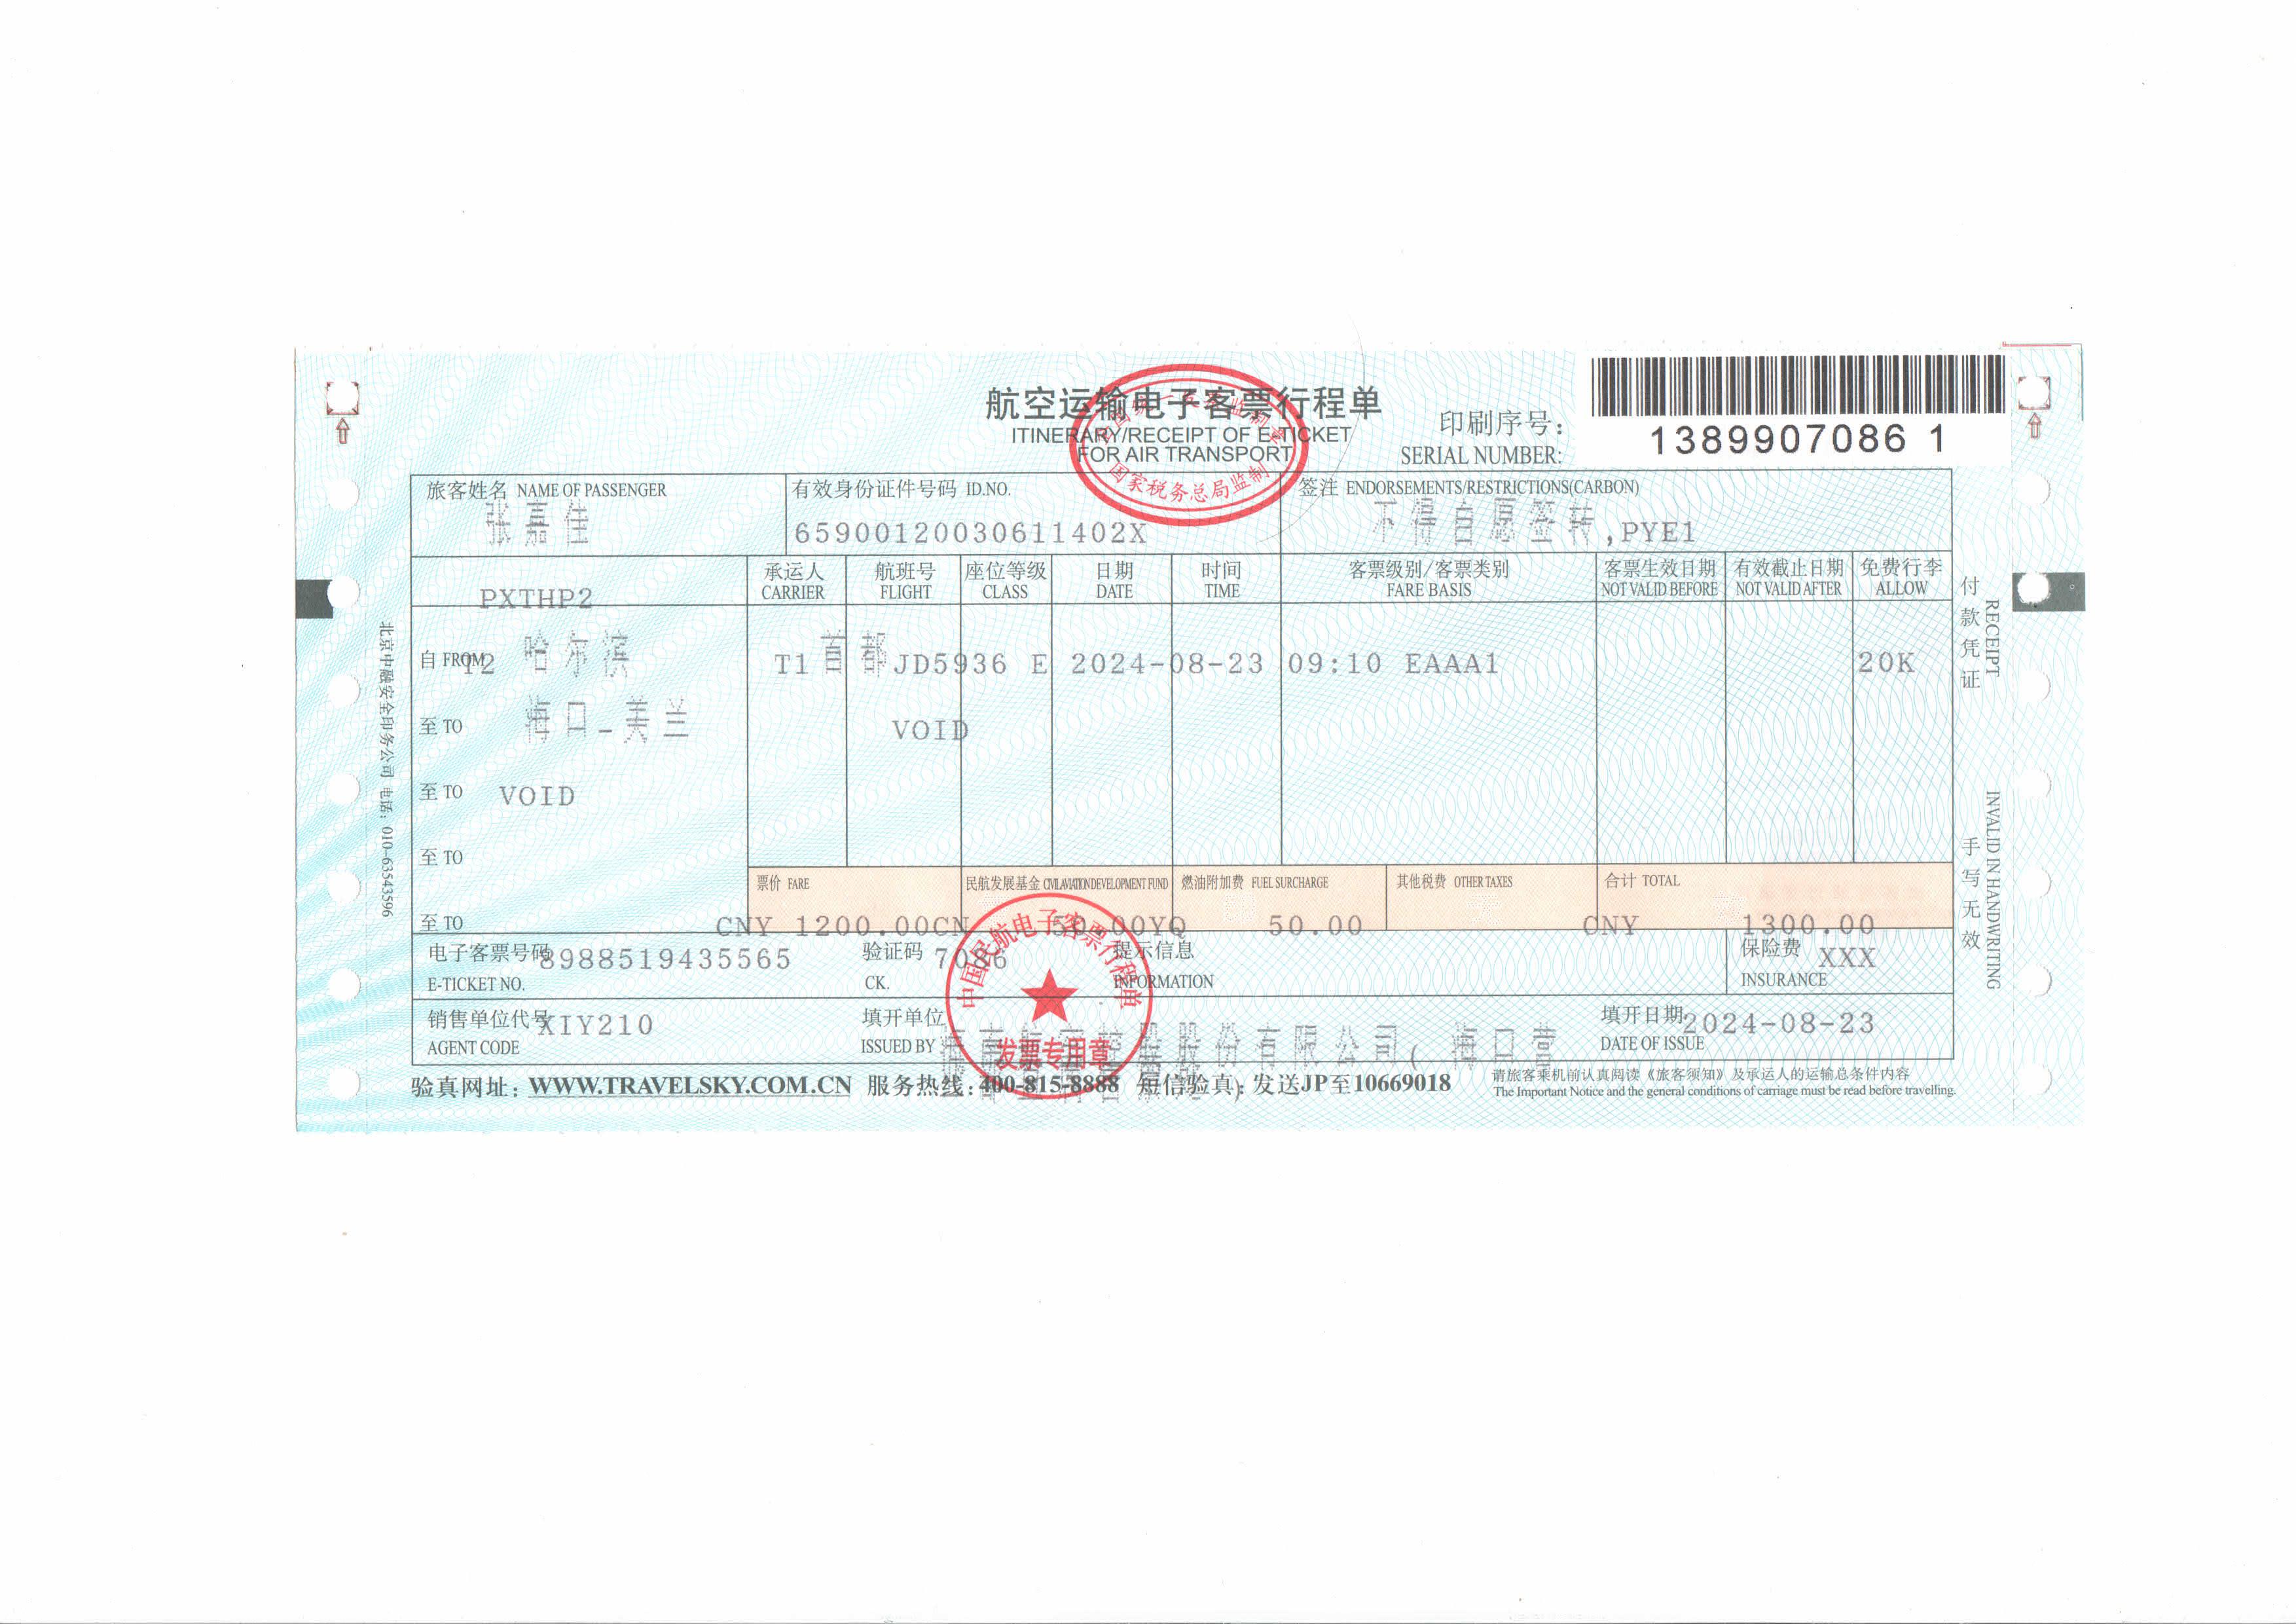 航空运输电子客票行程单
ITINERARY/RECEIPT OF E-TICKET
FOR AIR TRANSPORT
国家税务总局监制
印刷序号:
SERIAL NUMBER:
1389907086 1
旅客姓名 NAME OF PASSENGER
张嘉佳
有效身份证件号码 ID.NO.
65900120030611402X
签注 ENDORSEMENTS/RESTRICTIONS(CARBON)
不得自愿签转,PYE1
PXTHP2
承运人 CARRIER
航班号 FLIGHT
座位等级 CLASS
日期 DATE
时间 TIME
客票级别/客票类别 FARE BASIS
客票生效日期 NOT VALID BEFORE
有效截止日期 NOT VALID AFTER
免费行李 ALLOW
自 FROM T2 哈尔滨 T1首都 JD5936 E 2024-08-23 09:10 EAAA1 20K
至 TO 海口-美兰 VOID
至 TO VOID
至 TO
至 TO
票价 FARE
民航发展基金 CIVIL AVIATION DEVELOPMENT FUND
燃油附加费 FUEL SURCHARGE
其他税费 OTHER TAXES
合计 TOTAL
CNY 1200.00CN 50.00YQ 50.00 CNY 1300.00
电子客票号码 8988519435565
E-TICKET NO.
验证码 7086
CK.
提示信息
INFORMATION
保险费 XXX
INSURANCE
销售单位代号 XIY210
AGENT CODE
填开单位
ISSUED BY
股份有限公司(海口
填开日期 2024-08-23
DATE OF ISSUE
中国民航电子客票行程单
发票专用章
验真网址: WWW.TRAVELSKY.COM.CN 服务热线: 400-815-8888 短信验真: 发送JP至10669018
请旅客乘机前认真阅读《旅客须知》及承运人的运输总条件内容
The Important Notice and the general conditions of carriage must be read before travelling.
北京中融安全印务公司 电话: 010-63543596
付款凭证 RECEIPT
手写无效 INVALID IN HANDWRITING